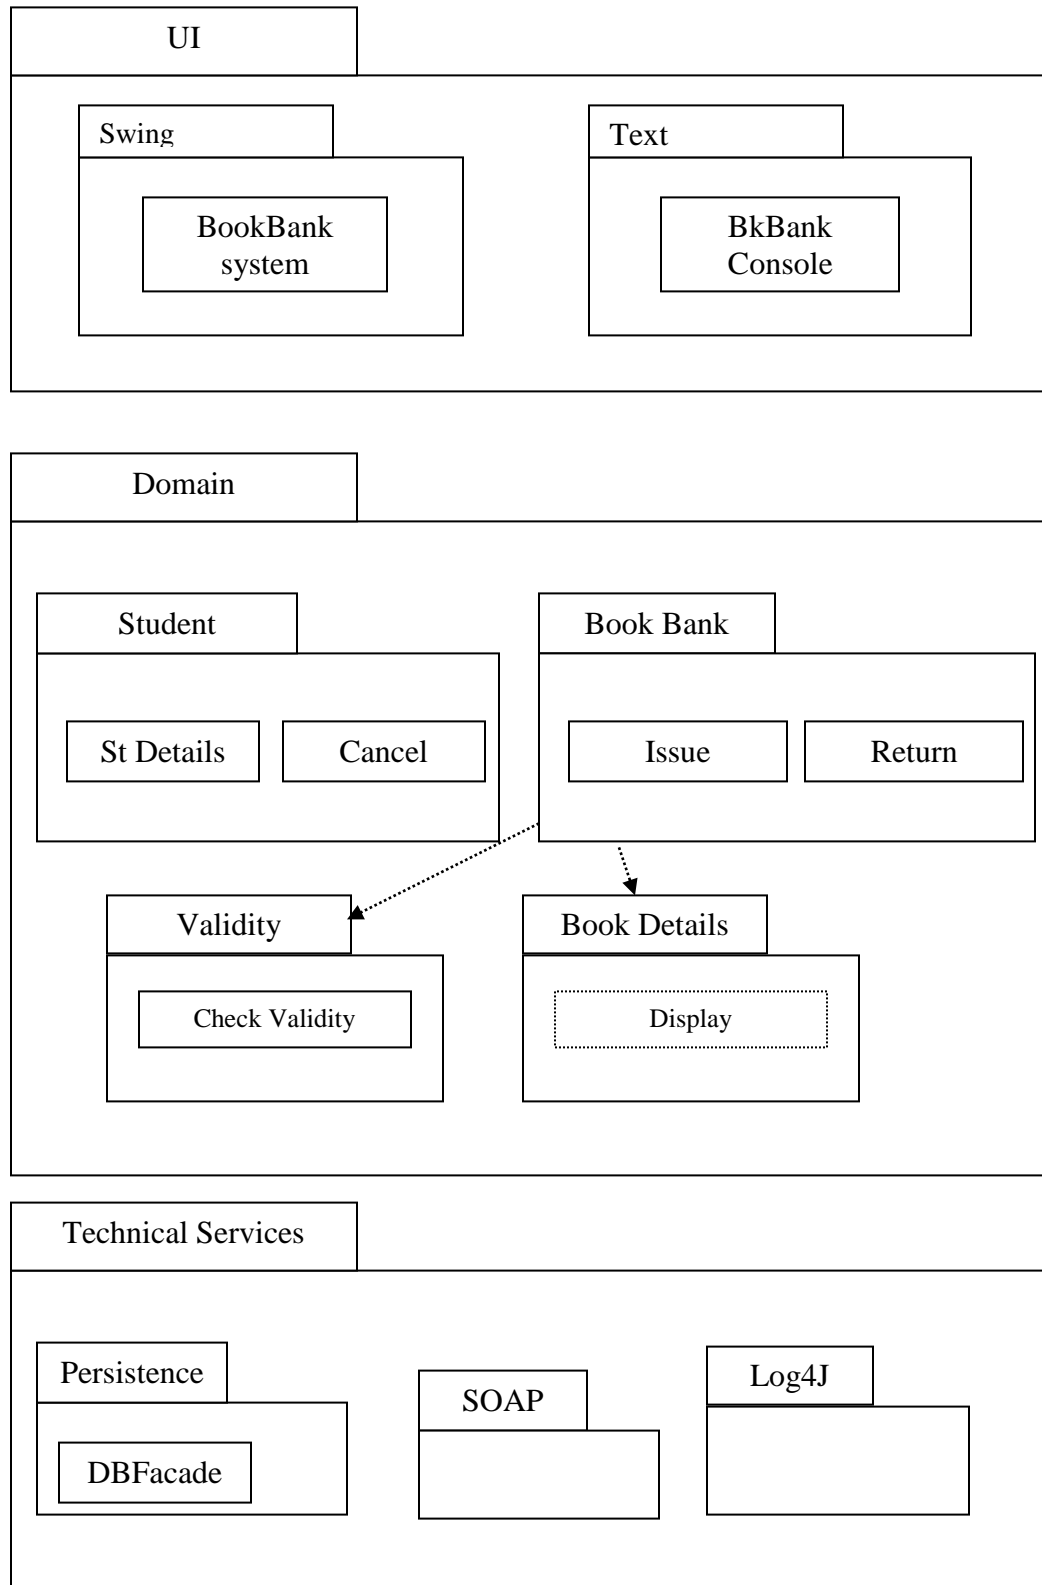 UI
Swing
Text
BookBank
system
BkBank
Console
Domain
Student
Book Bank
St Details
Cancel
Issue
Return
Validity
Book Details
Check Validity
Display
Technical Services
Persistence
SOAP
Log4J
DBFacade